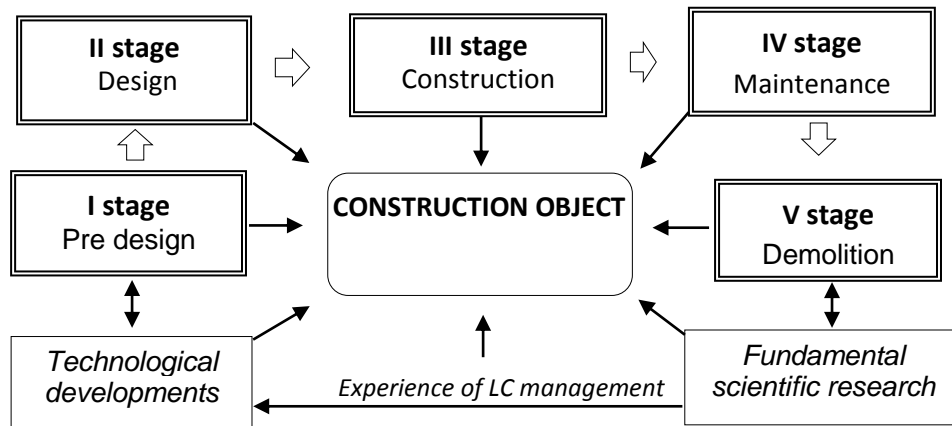 II stage
Design
III stage
Construction
IV stage
Maintenance
I stage
Pre design
CONSTRUCTION OBJECT
V stage
Demolition
Technological
developments
Experience of LC management
Fundamental
scientific research